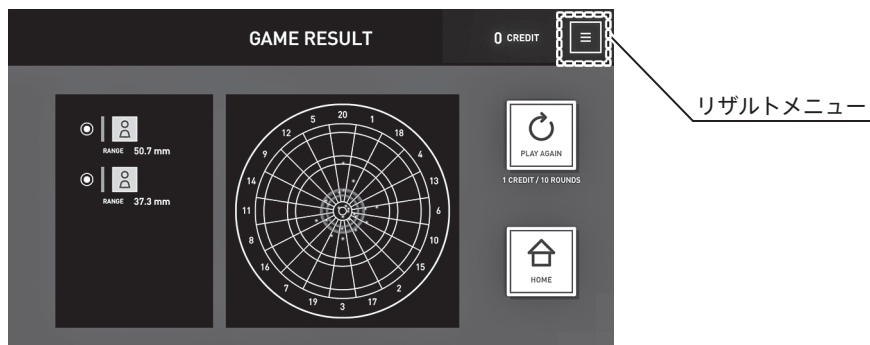 GAME RESULT
0 CREDIT
リザルトメニュー
RANGE 50.7 mm
RANGE 37.3 mm
20
1
18
4
13
6
10
15
2
17
3
19
7
16
8
11
14
9
12
5
PLAY AGAIN
1 CREDIT / 10 ROUNDS
HOME